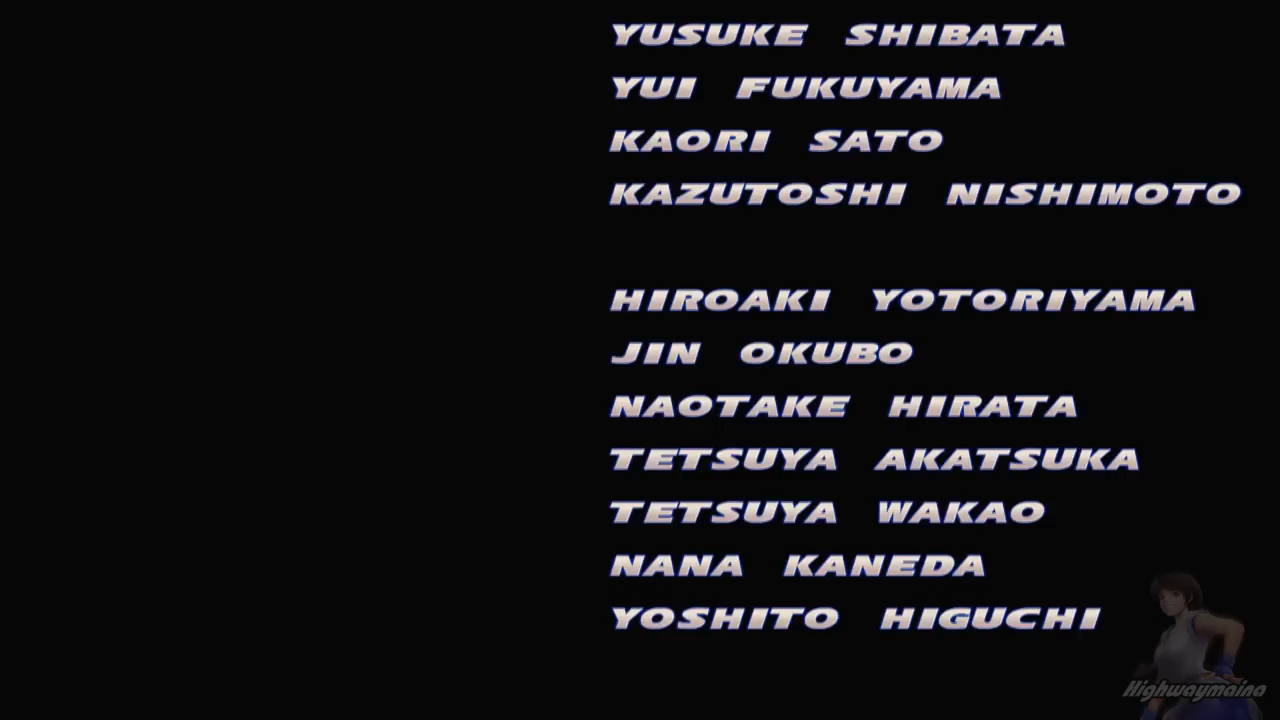 YUSUKE SHIBATA
YUI FUKUYAMA
KAORI SATO
KAZUTOSHI NISHIMOTO
HIROAKI YOTORIYAMA
JIN OKUBO
NAOTAKE HIRATA
TETSUYA AKATSUKA
TETSUYA WAKAO
NANA KANEDA
YOSHITO HIGUCHI
Highwaymaina